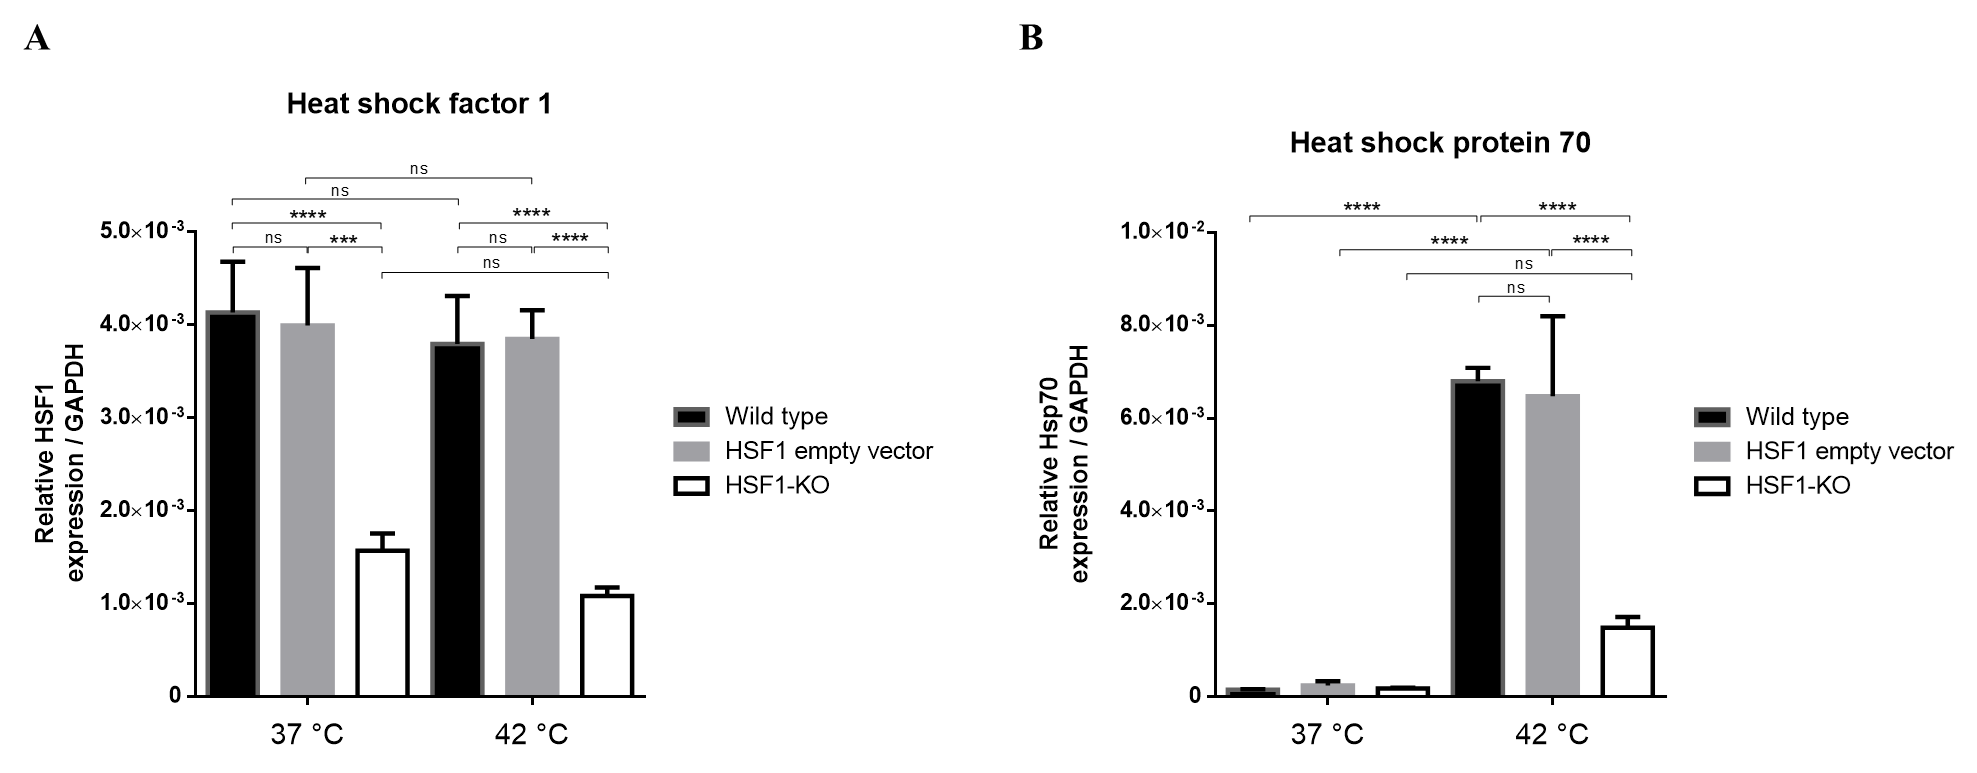 A
Heat shock factor 1
ns
ns
**** ****
ns *** ns ****
ns
5.0×10⁻³
4.0×10⁻³
3.0×10⁻³
2.0×10⁻³
1.0×10⁻³
0
Relative HSF1
expression / GAPDH
37 °C 42 °C
Wild type
HSF1 empty vector
HSF1-KO
B
Heat shock protein 70
**** ****
**** ****
ns
ns
1.0×10⁻²
8.0×10⁻³
6.0×10⁻³
4.0×10⁻³
2.0×10⁻³
0
Relative Hsp70
expression / GAPDH
37 °C 42 °C
Wild type
HSF1 empty vector
HSF1-KO